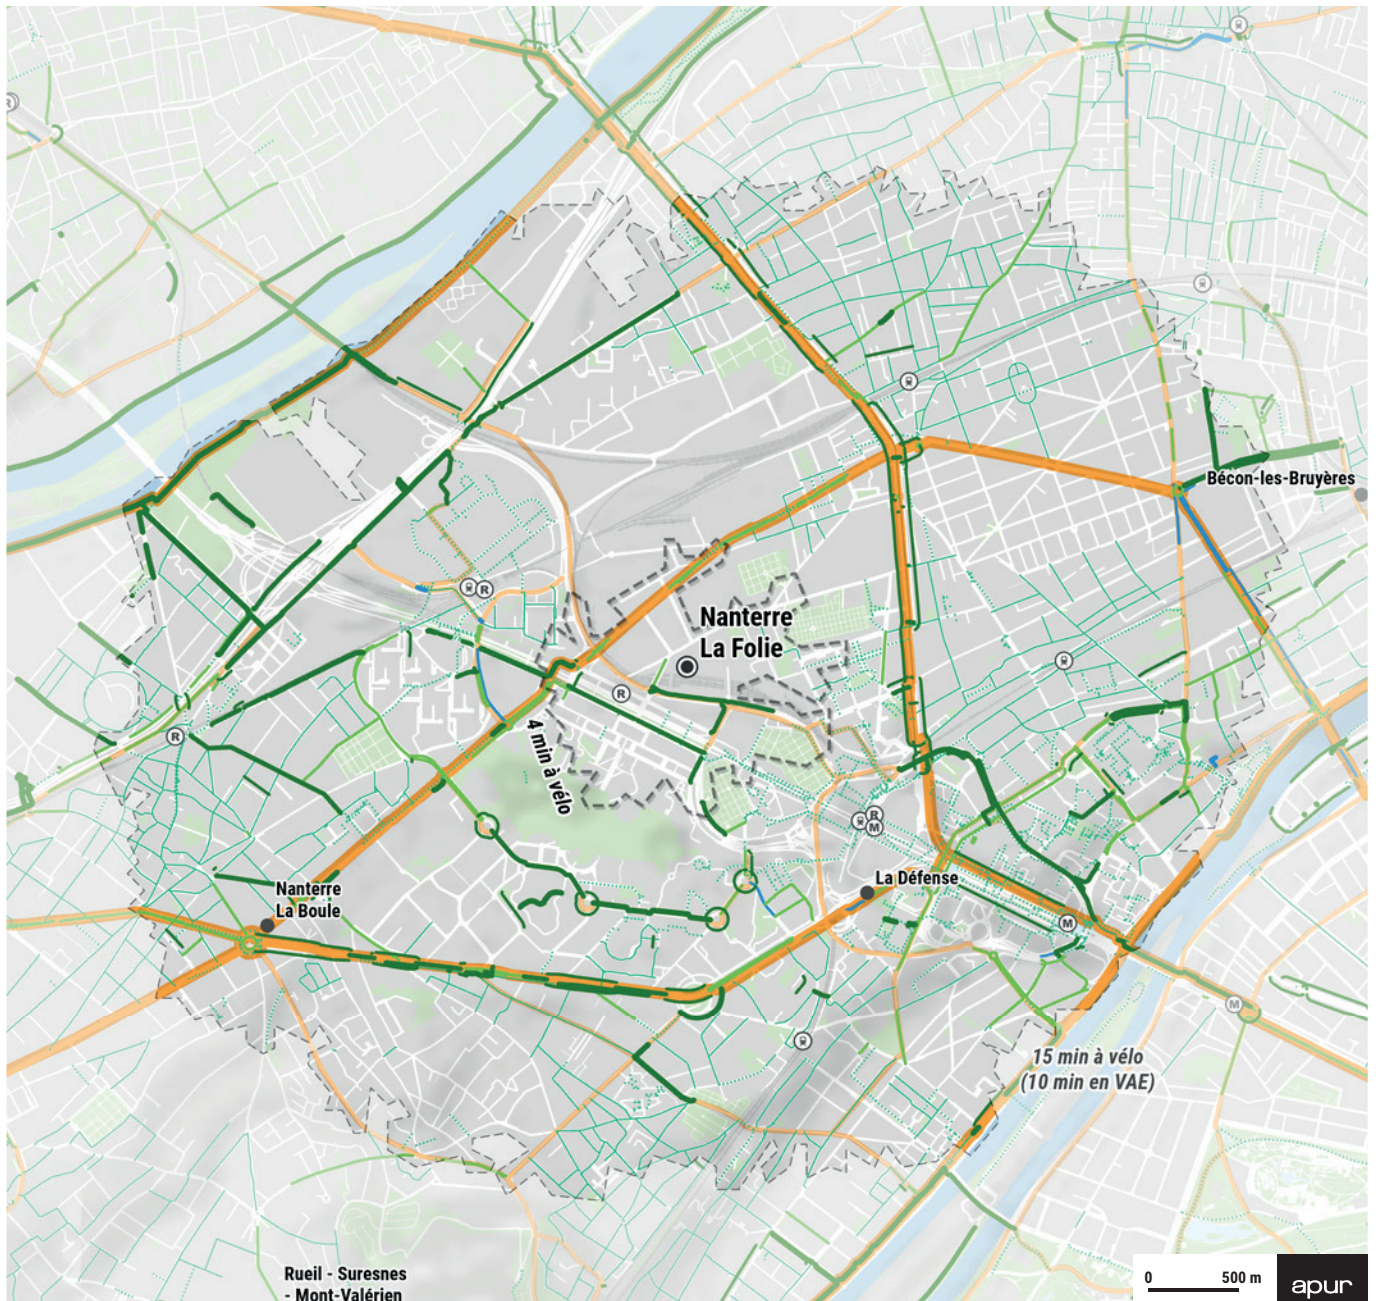 R
R
Bécon-les-Bruyères
R
Nanterre
La Folie
R
4 min à vélo
R
R
M
La Défense
Nanterre
La Boule
M
M
15 min à vélo
(10 min en VAE)
Rueil - Suresnes
- Mont-Valérien
0 500 m
apur